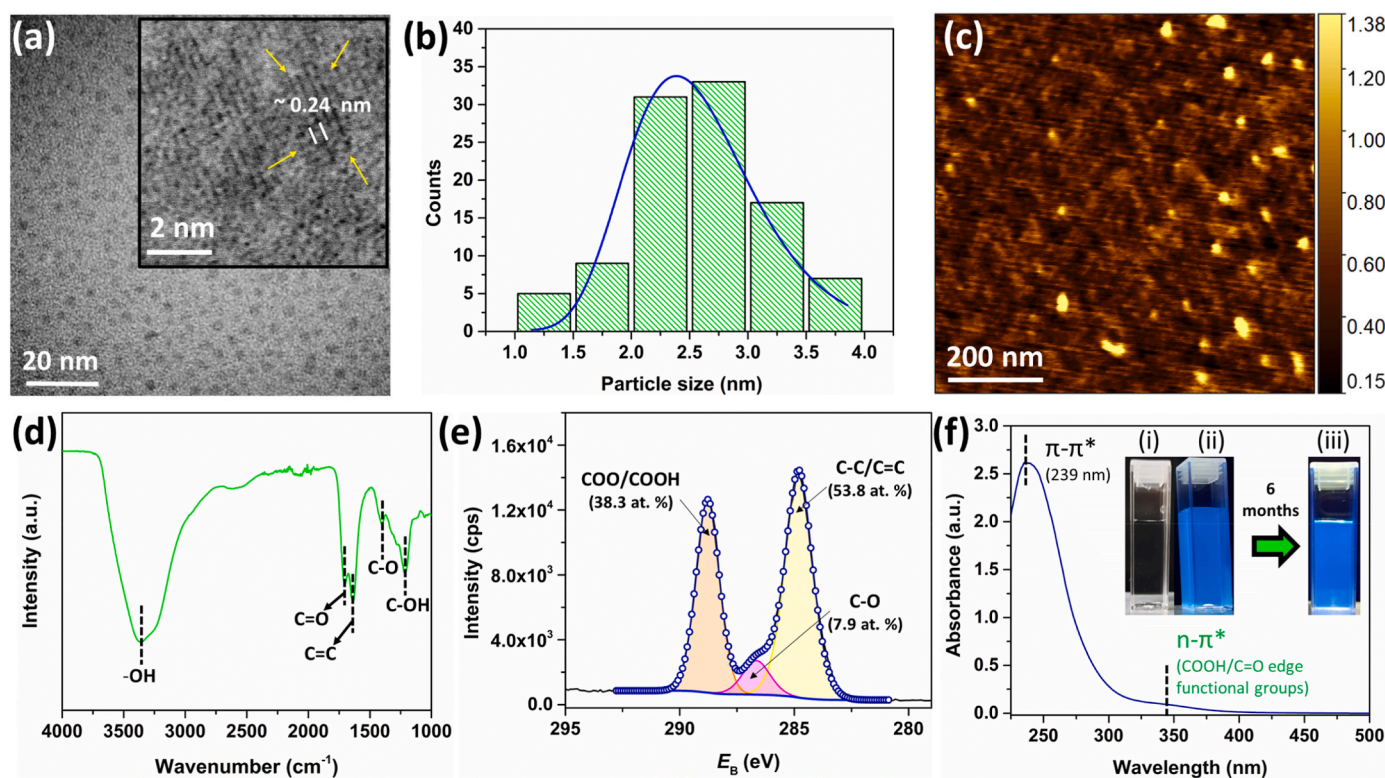 (a)
~ 0.24 nm
2 nm
20 nm
(b)
Counts
40
35
30
25
20
15
10
5
0
1.0 1.5 2.0 2.5 3.0 3.5 4.0
Particle size (nm)
(c)
200 nm
1.38
1.20
1.00
0.80
0.60
0.40
0.15
(d)
Intensity (a.u.)
-OH
C=O
C=C
C-O
C-OH
4000 3500 3000 2500 2000 1500 1000
Wavenumber (cm⁻¹)
(e)
Intensity (cps)
1.6x10⁴
1.2x10⁴
8.0x10³
4.0x10³
0.0
COO/COOH
(38.3 at. %)
C-C/C=C
(53.8 at. %)
C-O
(7.9 at. %)
295 290 285 280
E_B (eV)
(f)
Absorbance (a.u.)
3.0
2.5
2.0
1.5
1.0
0.5
0.0
π-π*
(239 nm)
(i) (ii) (iii)
6
months
n-π*
(COOH/C=O edge
functional groups)
250 300 350 400 450 500
Wavelength (nm)